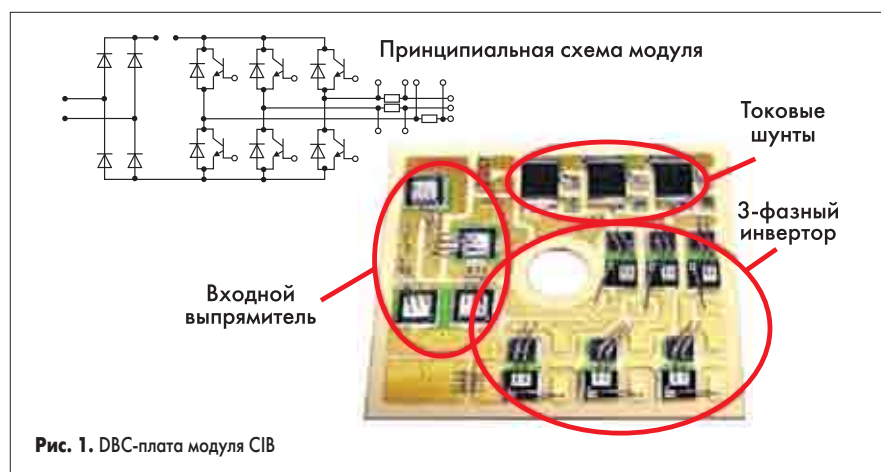 Принципиальная схема модуля
Токовые
шунты
3-фазный
инвертор
Входной
выпрямитель
Рис. 1. DBC-плата модуля CIB